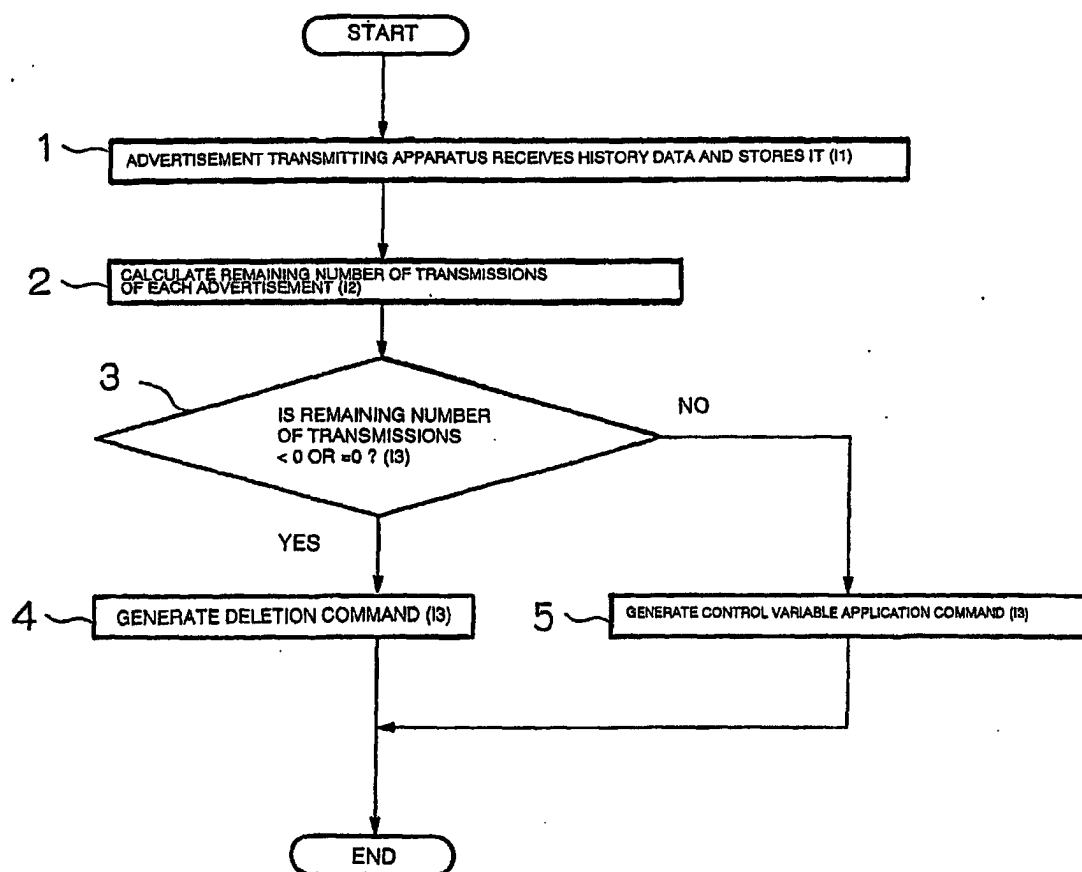 START
1
ADVERTISEMENT TRANSMITTING APPARATUS RECEIVES HISTORY DATA AND STORES IT (I1)
2
CALCULATE REMAINING NUMBER OF TRANSMISSIONS
OF EACH ADVERTISEMENT (I2)
3
IS REMAINING NUMBER
OF TRANSMISSIONS
< 0 OR =0 ? (I3)
NO
YES
4
GENERATE DELETION COMMAND (I3)
5
GENERATE CONTROL VARIABLE APPLICATION COMMAND (I3)
END